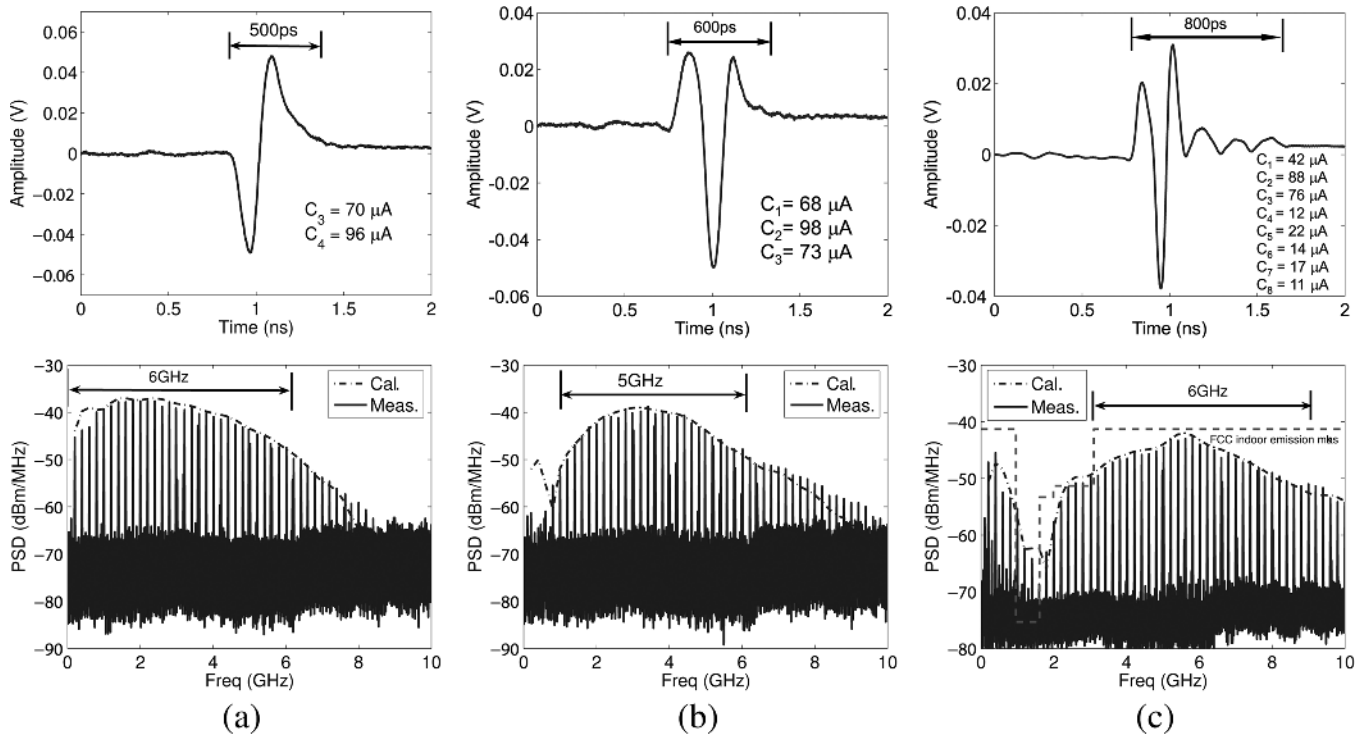 500ps
0.06
0.04
0.02
0
−0.02
−0.04
−0.06
Amplitude (V)
C3 = 70 μA
C4 = 96 μA
0 0.5 1 1.5 2
Time (ns)
600ps
0.04
0.02
0
−0.02
−0.04
−0.06
Amplitude (V)
C1= 68 μA
C2= 98 μA
C3= 73 μA
0 0.5 1 1.5 2
Time (ns)
800ps
0.04
0.02
0
−0.02
−0.04
Amplitude (V)
C1 = 42 μA
C2 = 88 μA
C3 = 76 μA
C4 = 12 μA
C5 = 22 μA
C6 = 14 μA
C7 = 17 μA
C8 = 11 μA
0 0.5 1 1.5 2
Time (ns)
−30
−40
−50
−60
−70
−80
−90
PSD (dBm/MHz)
6GHz
Cal.
Meas.
0 2 4 6 8 10
Freq (GHz)
(a)
−30
−40
−50
−60
−70
−80
−90
PSD (dBm/MHz)
5GHz
Cal.
Meas.
0 2 4 6 8 10
Freq (GHz)
(b)
−30
−40
−50
−60
−70
−80
PSD (dBm/MHz)
Cal.
Meas.
6GHz
FCC indoor emission
0 2 4 6 8 10
Freq (GHz)
(c)